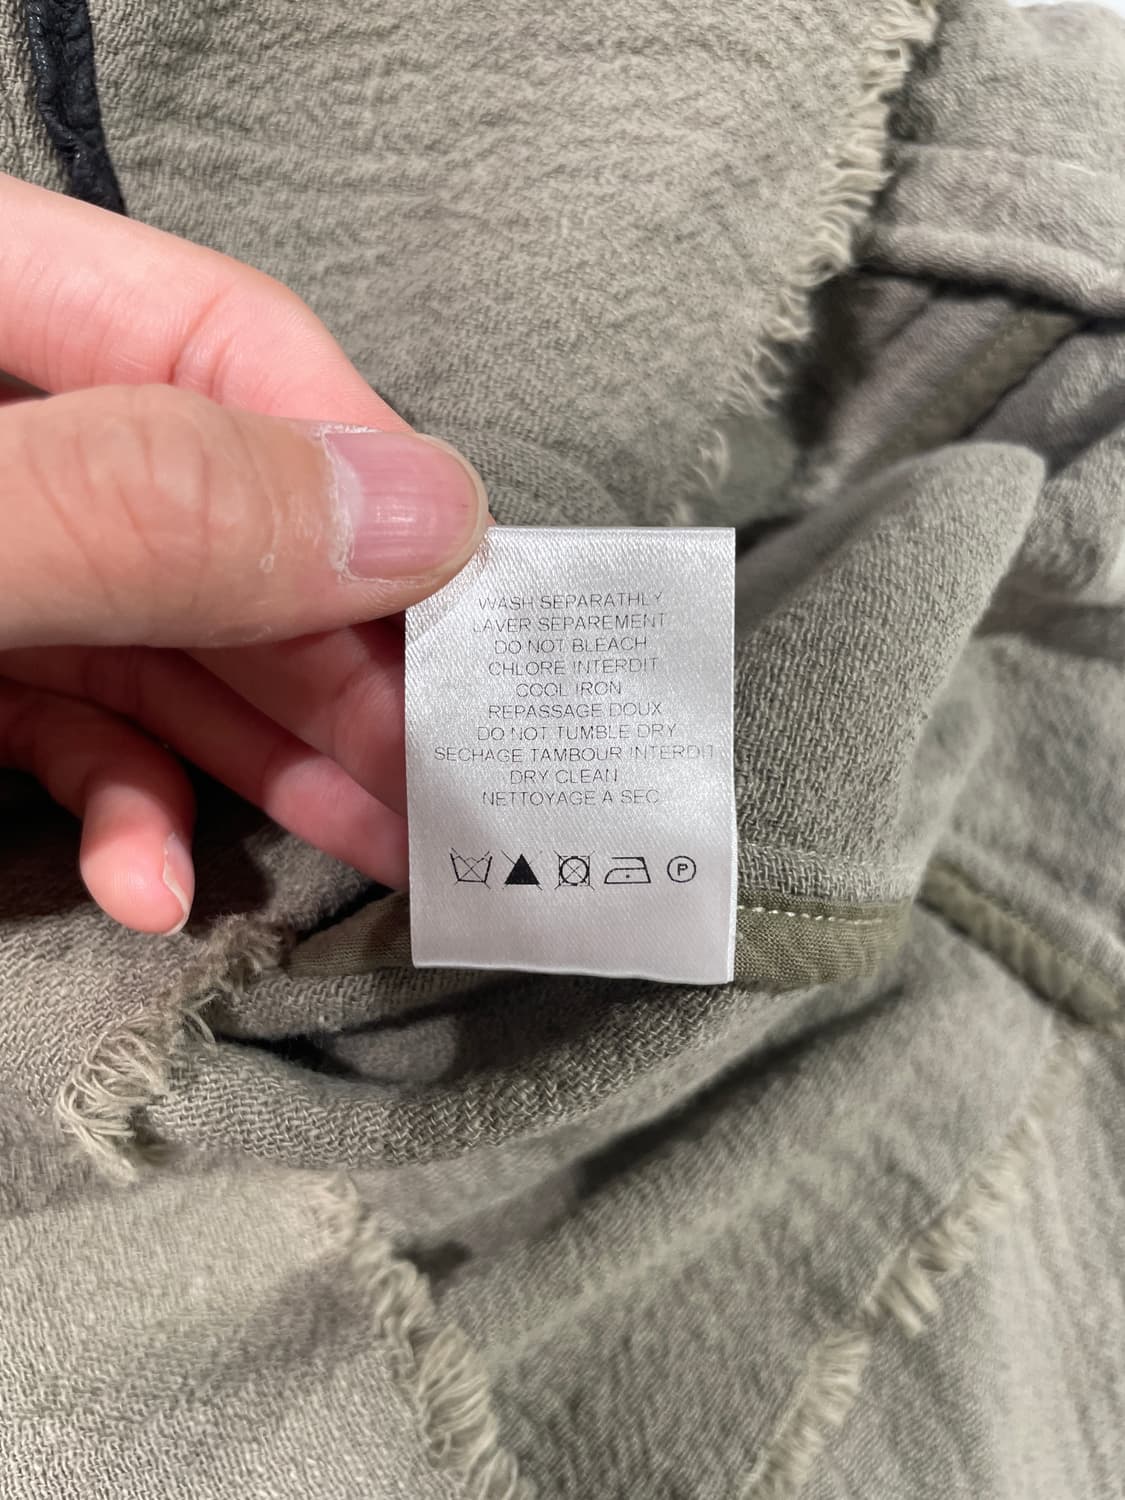 WASH SEPARATHLY
LAVER SEPAREMENT
DO NOT BLEACH
CHLORE INTERDIT
COOL IRON
REPASSAGE DOUX
DO NOT TUMBLE DRY
SECHAGE TAMBOUR INTERDIT
DRY CLEAN
NETTOYAGE A SEC
P